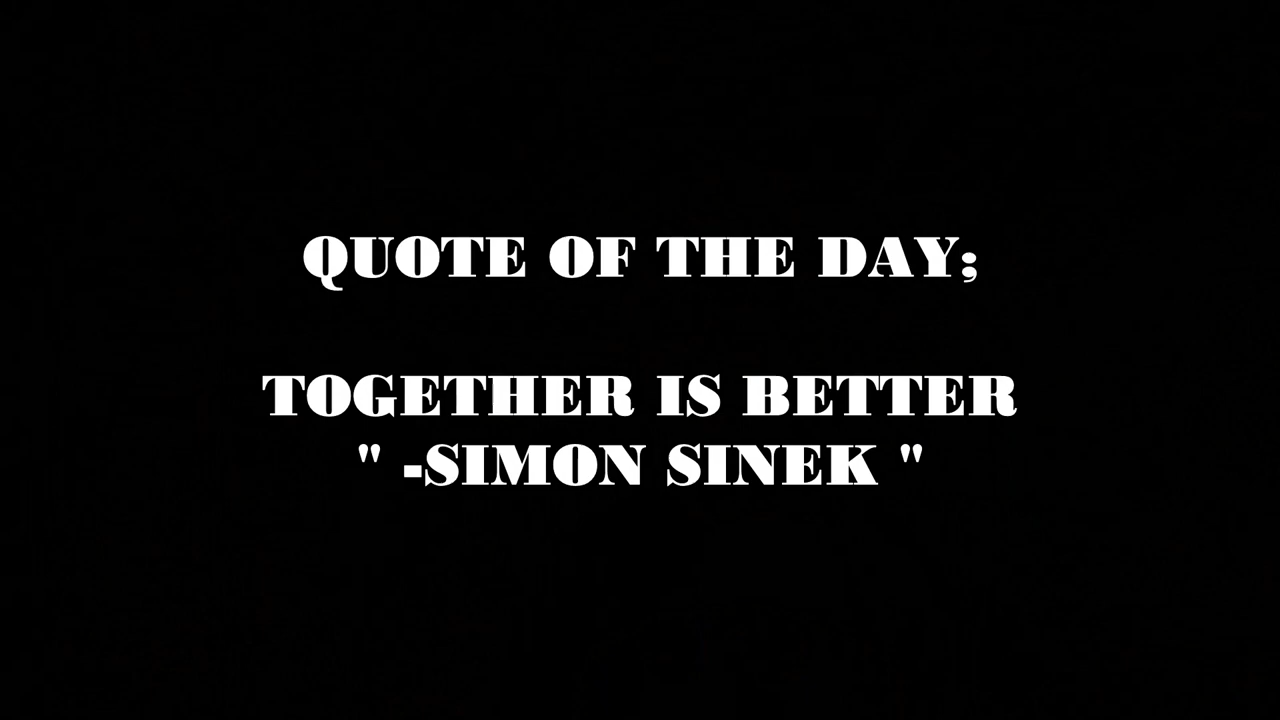 QUOTE OF THE DAY;
TOGETHER IS BETTER
" -SIMON SINEK "